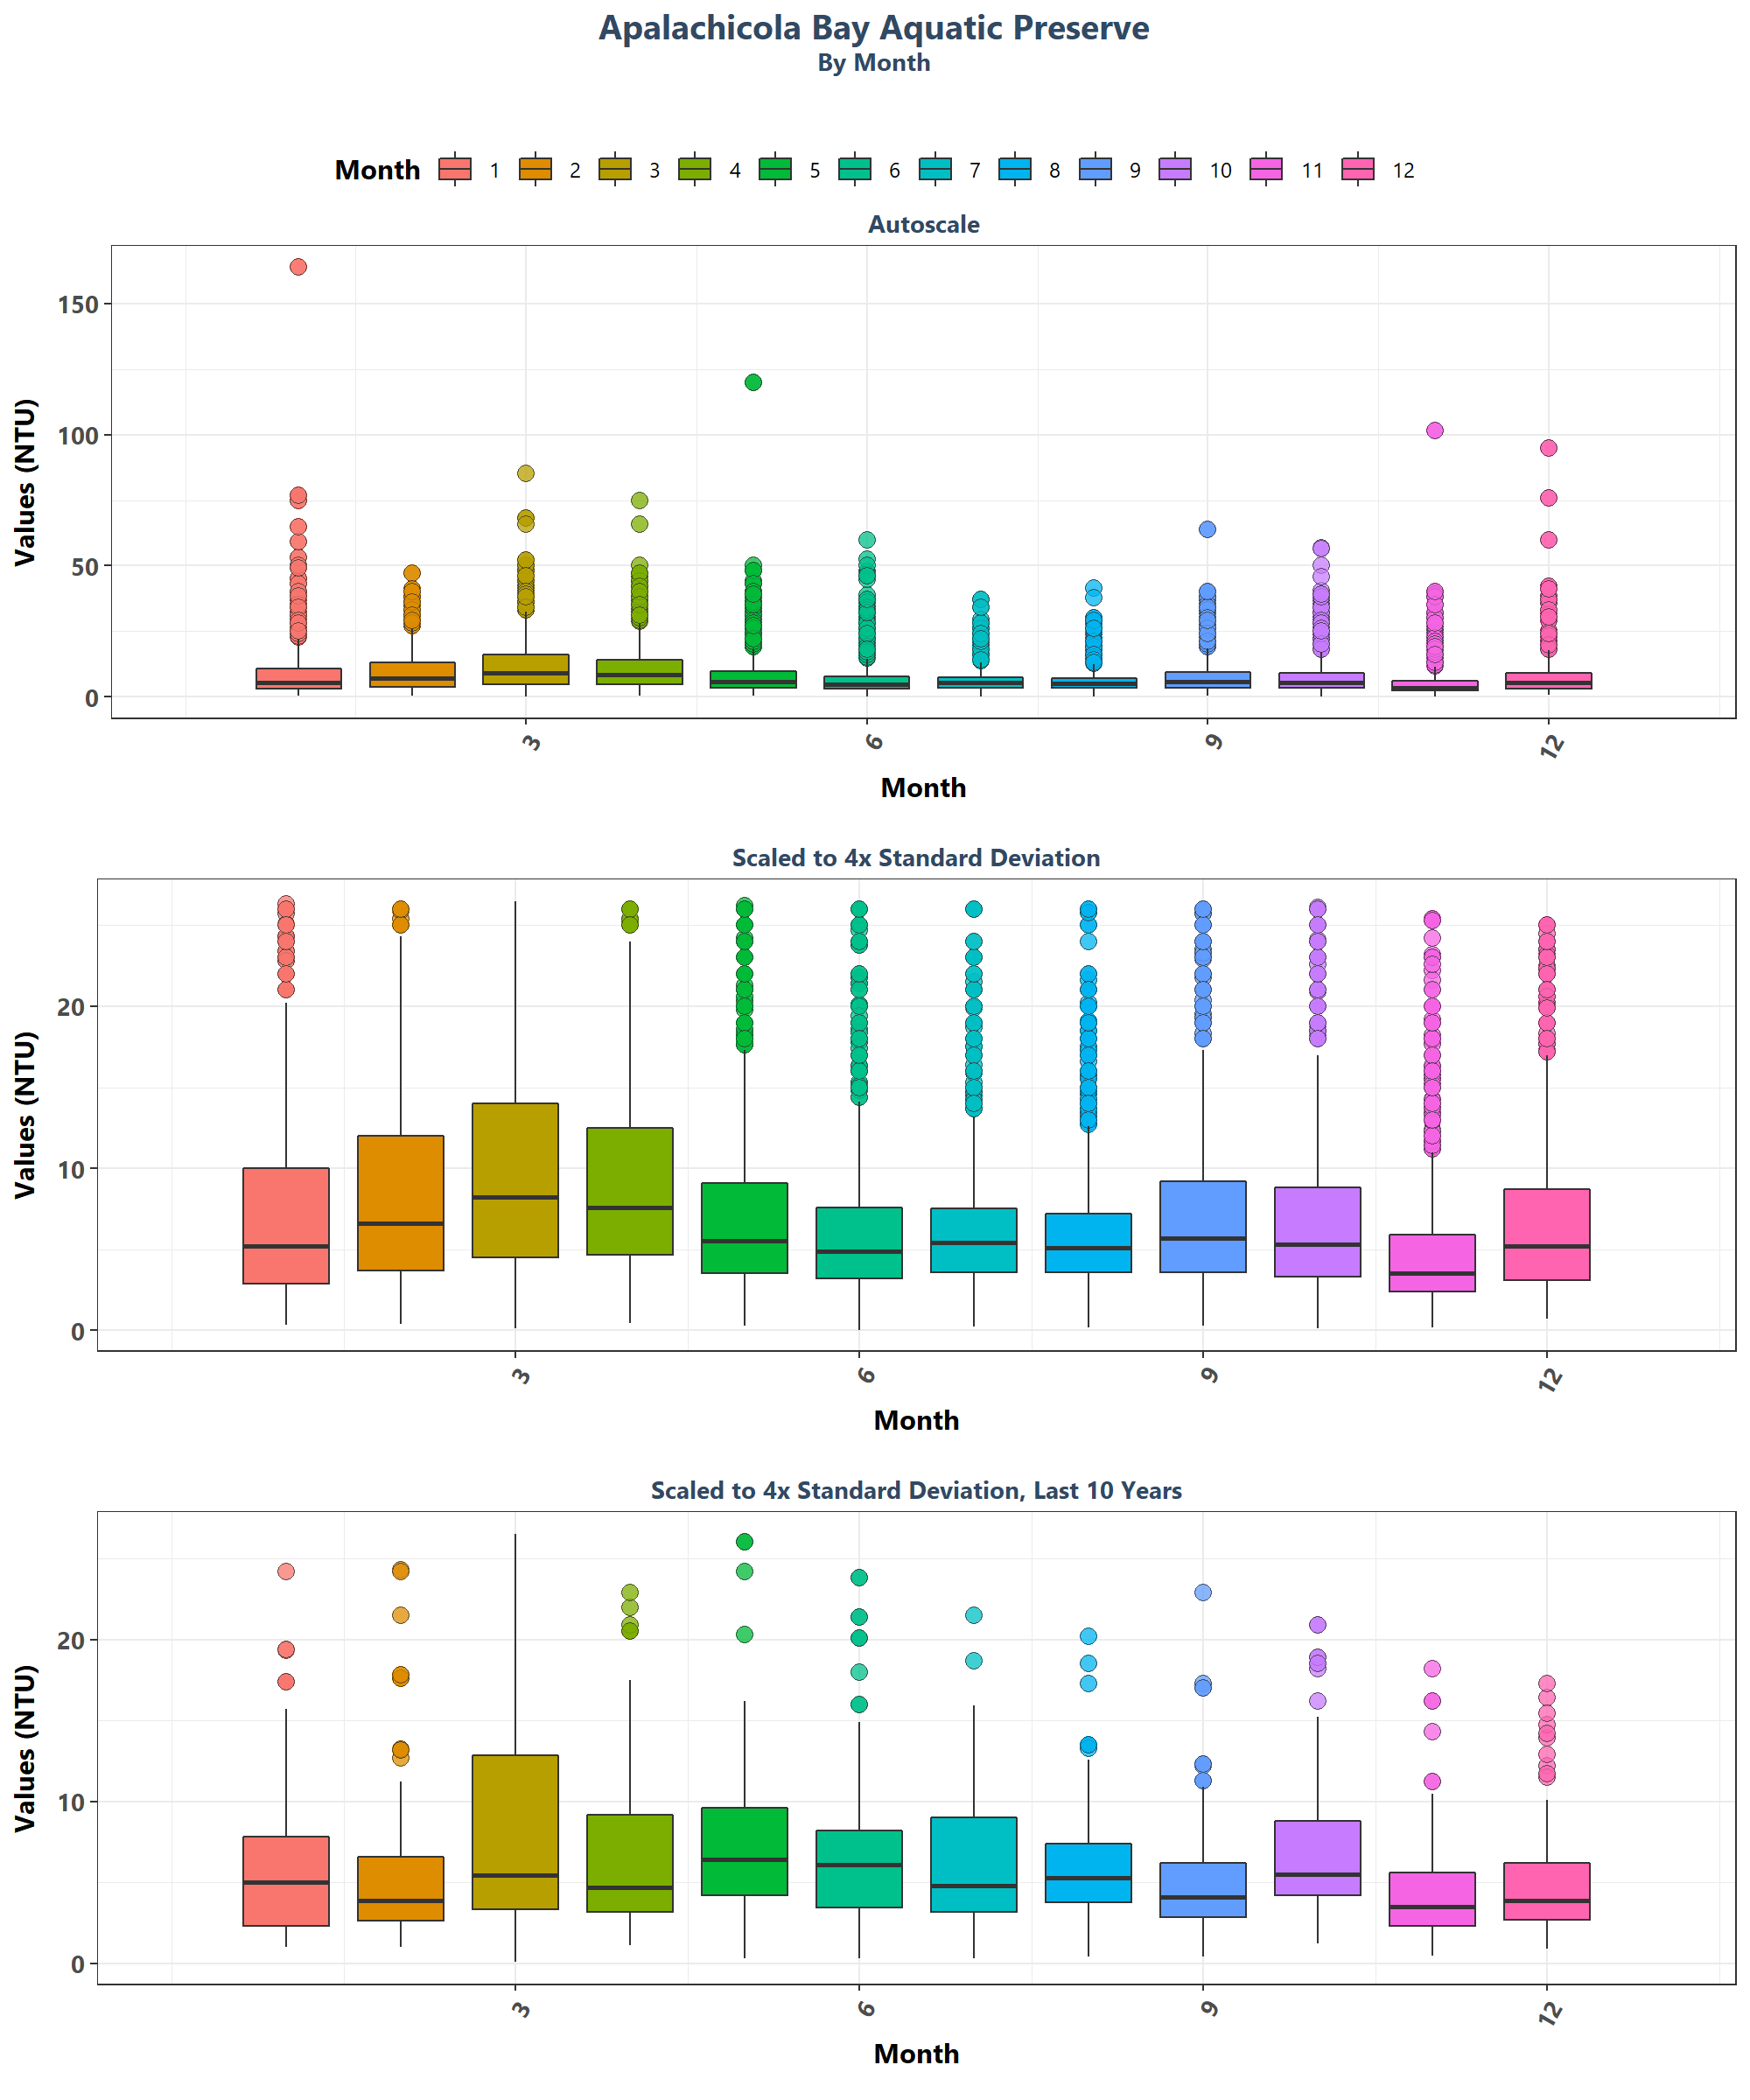 Apalachicola Bay Aquatic Preserve
By Month
Month 1 2 3 4 5 6 7 8 9 10 11 12
Autoscale
Values (NTU)
150
100
50
0
3 6 9 12
Month
Scaled to 4x Standard Deviation
Values (NTU)
20
10
0
3 6 9 12
Month
Scaled to 4x Standard Deviation, Last 10 Years
Values (NTU)
20
10
0
3 6 9 12
Month